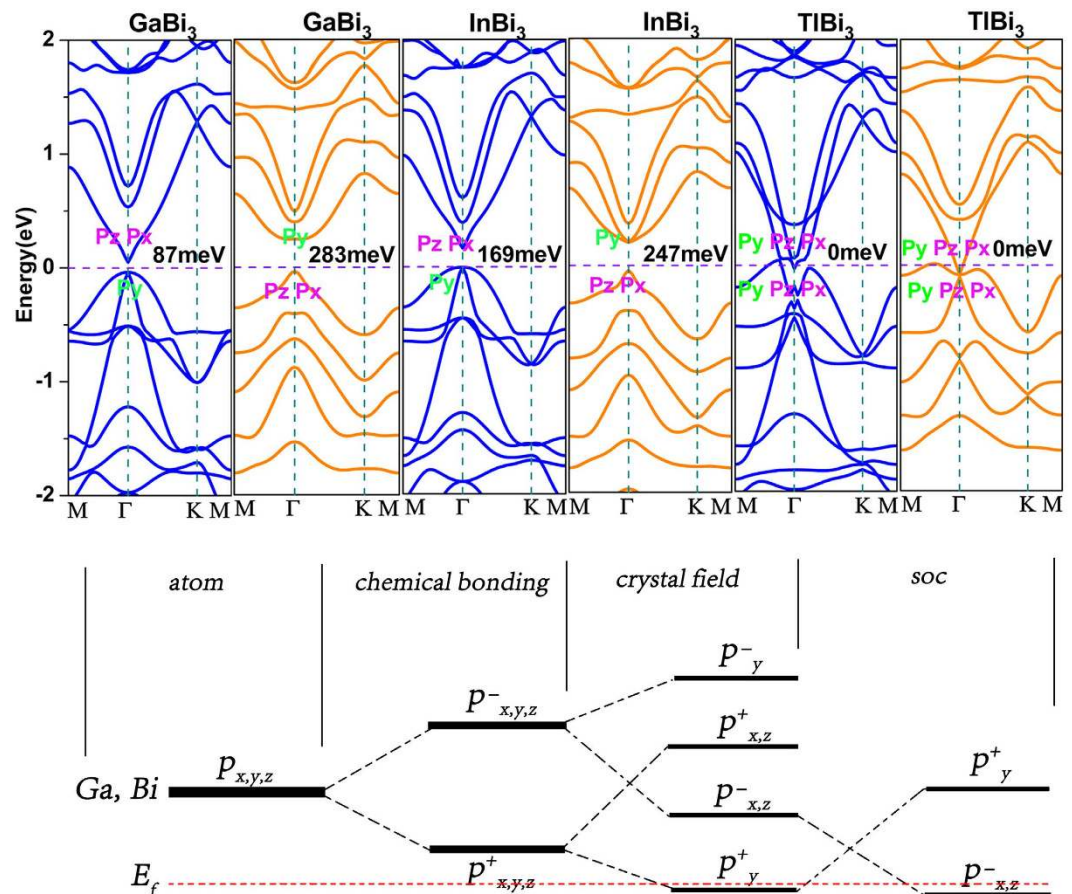 GaBi₃ GaBi₃ InBi₃ InBi₃ TlBi₃ TlBi₃
2
1
0
-1
-2
Energy(eV)
Pz Px
87meV
Py
Py
283meV
Pz Px
Pz Px
169meV
Py
Py
247meV
Pz Px
Py Pz Px
0meV
Py Pz Px
Py Pz Px
0meV
Py Pz Px
M Γ K M Γ K M Γ K M Γ K M Γ K M Γ K M
atom chemical bonding crystal field soc
p⁻y
p⁻x,y,z
p⁺x,z
px,y,z
p⁺y
Ga, Bi
p⁻x,z
p⁺x,y,z
p⁺y
p⁻x,z
Ef